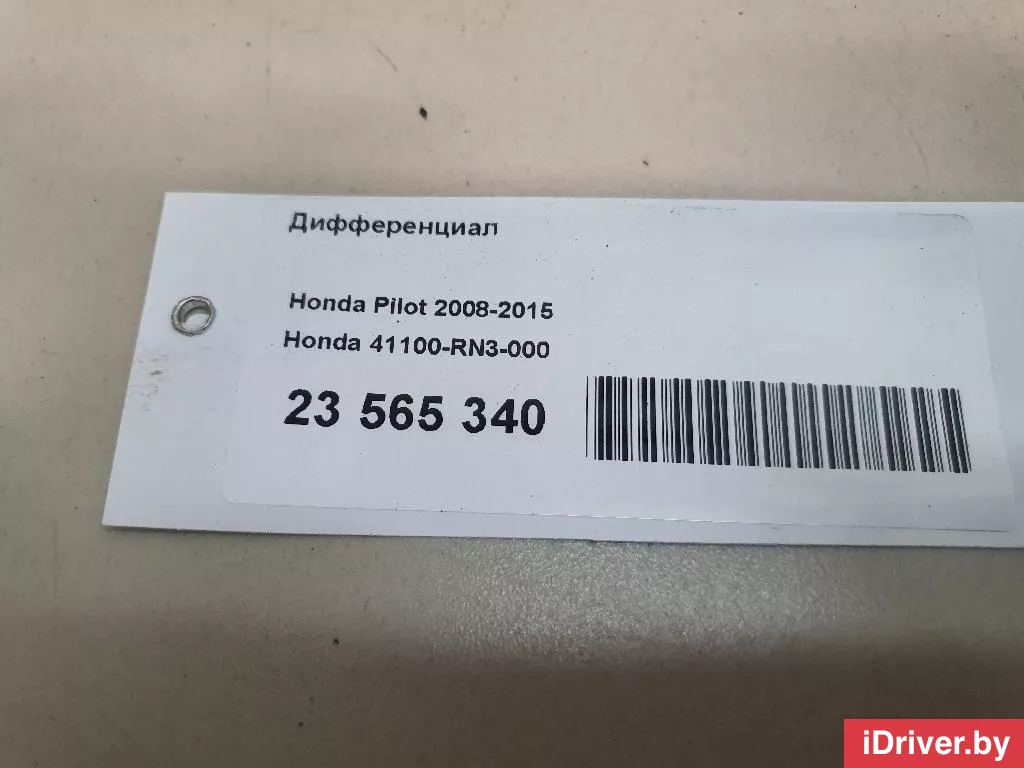 Дифференциал
Honda Pilot 2008-2015
Honda 41100-RN3-000
23 565 340
iDriver.by